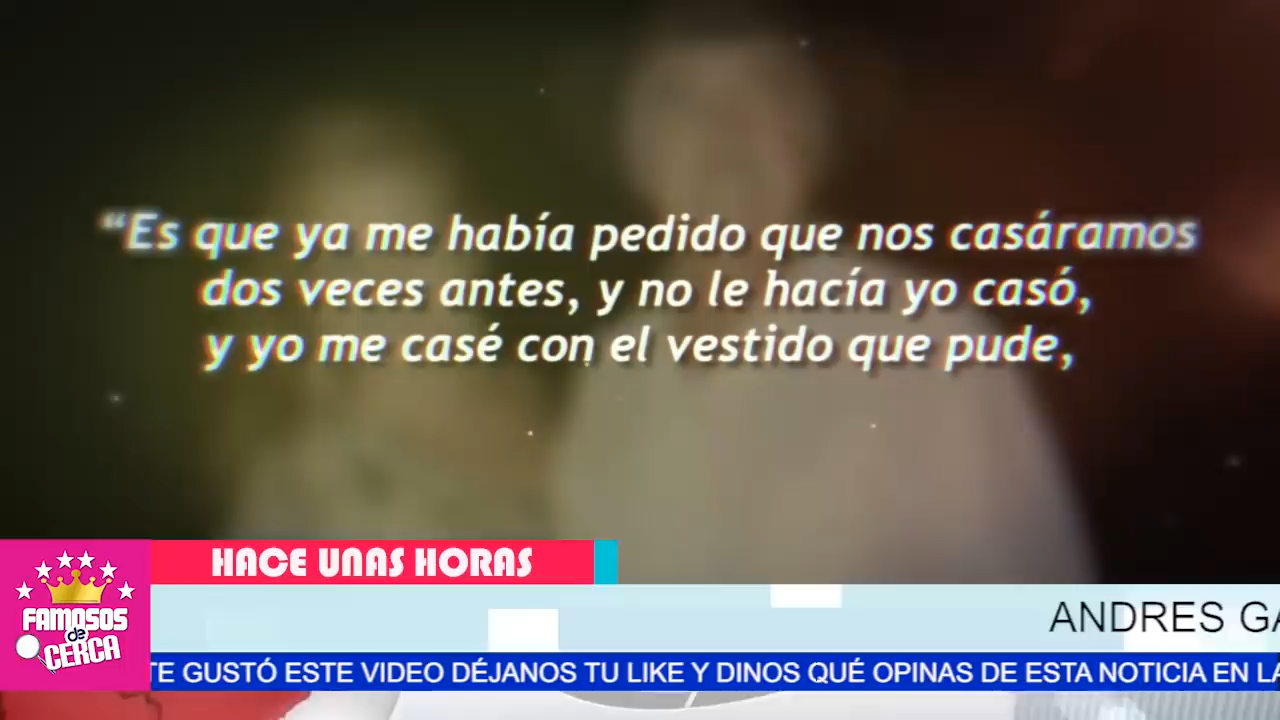 “Es que ya me había pedido que nos casáramos
dos veces antes, y no le hacía yo casó,
y yo me casé con el vestido que pude,
HACE UNAS HORAS
FAMOSOS
de
CERCA
ANDRES GA
TE GUSTÓ ESTE VIDEO DÉJANOS TU LIKE Y DINOS QUÉ OPINAS DE ESTA NOTICIA EN LA